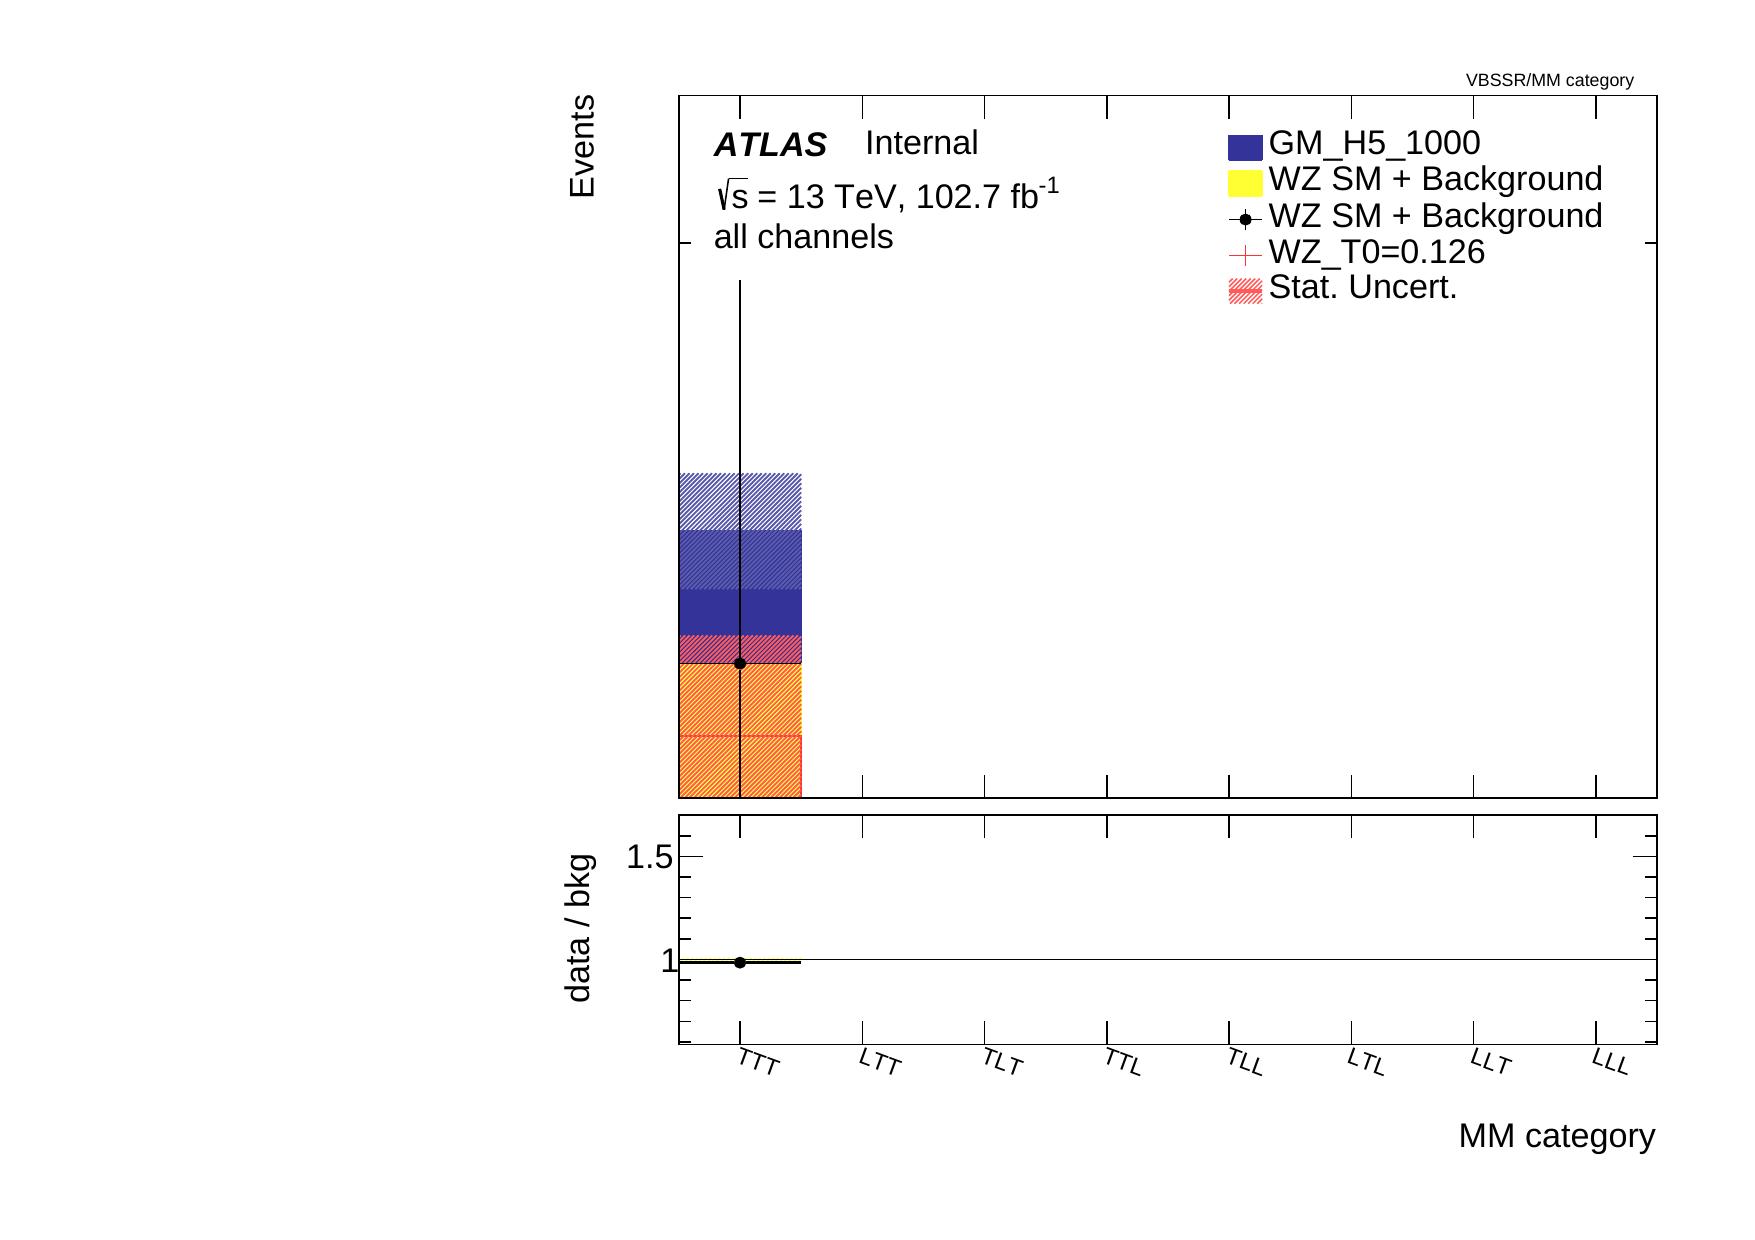 VBSSR/MM category
Events
ATLAS Internal
√s = 13 TeV, 102.7 fb-1
all channels
GM_H5_1000
WZ SM + Background
WZ SM + Background
WZ_T0=0.126
Stat. Uncert.
data / bkg
1.5
1
TTT LTT TLT TTL TLL LTL LLT LLL
MM category